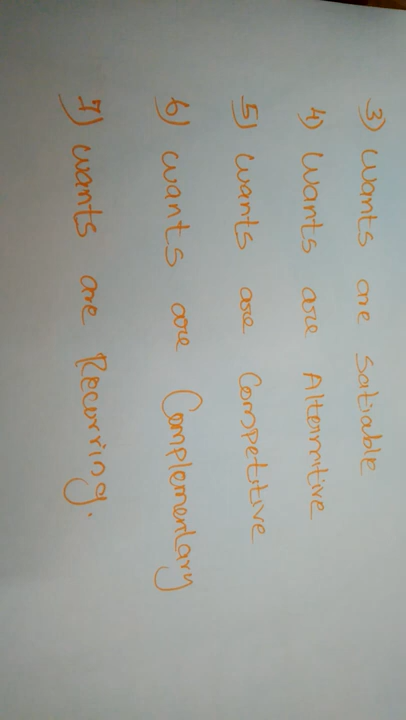 3) Wants are Satiable
4) Wants are Alternitive
5) Wants are Competitive
6) Wants are Complementary
7) Wants are Recurring.